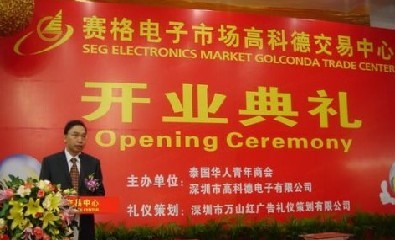 赛格电子市场高科德交易中心
SEG ELECTRONICS MARKET GOLCONDA TRADE CENTER
开业典礼
Opening Ceremony
主办单位：泰国华人青年商会
深圳市高科德电子有限公司
礼仪策划：深圳市万山红广告礼仪策划有限公司